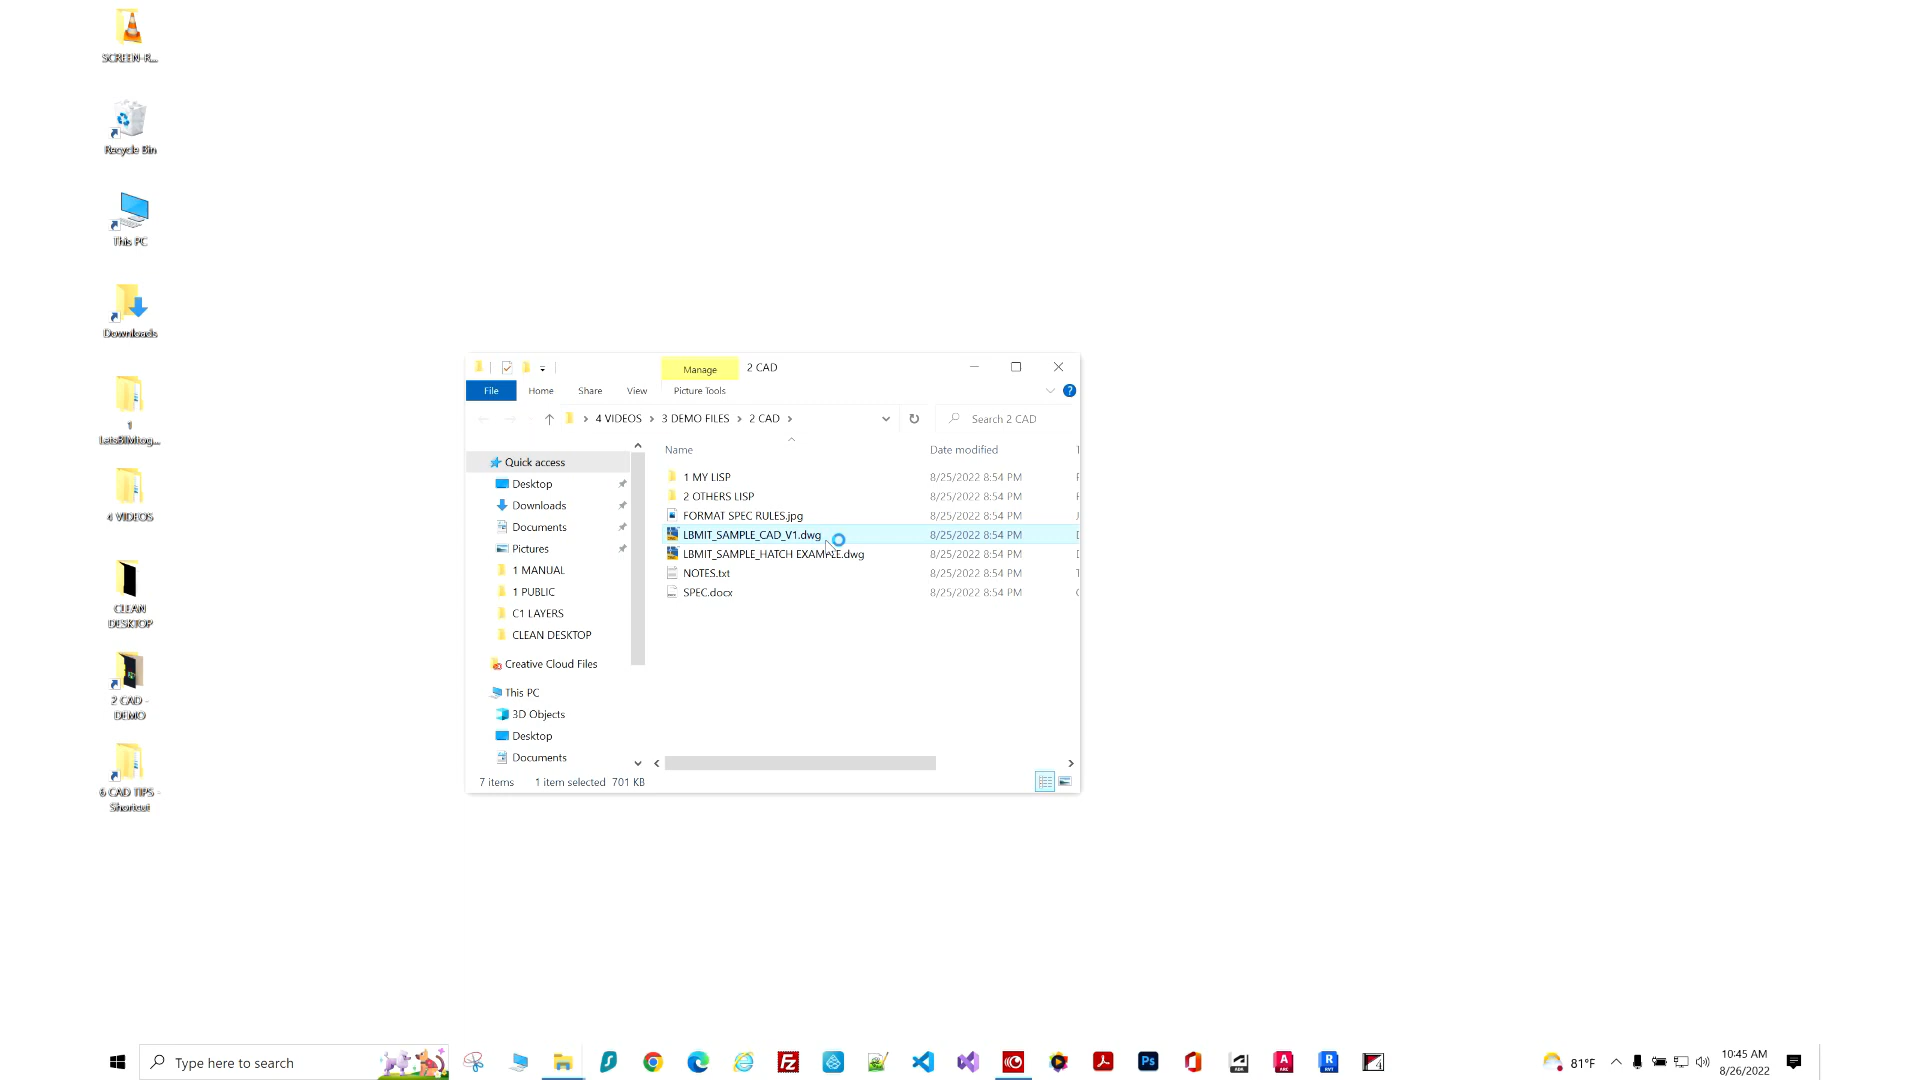 SCREEN-R...
Recycle Bin
This PC
Downloads
1
LetsBIMtog...
4 VIDEOS
CLEAN
DESKTOP
2 CAD -
DEMO
6 CAD TIPS -
Shortcut
Manage
2 CAD
File
Home
Share
View
Picture Tools
4 VIDEOS
3 DEMO FILES
2 CAD
Search 2 CAD
Quick access
Desktop
Downloads
Documents
Pictures
1 MANUAL
1 PUBLIC
C1 LAYERS
CLEAN DESKTOP
Creative Cloud Files
This PC
3D Objects
Desktop
Documents
Name
Date modified
1 MY LISP 8/25/2022 8:54 PM
2 OTHERS LISP 8/25/2022 8:54 PM
FORMAT SPEC RULES.jpg 8/25/2022 8:54 PM
LBMIT_SAMPLE_CAD_V1.dwg 8/25/2022 8:54 PM
LBMIT_SAMPLE_HATCH EXAMPLE.dwg 8/25/2022 8:54 PM
NOTES.txt 8/25/2022 8:54 PM
SPEC.docx 8/25/2022 8:54 PM
7 items 1 item selected 701 KB
Type here to search
Ps
81°F
10:45 AM
8/26/2022